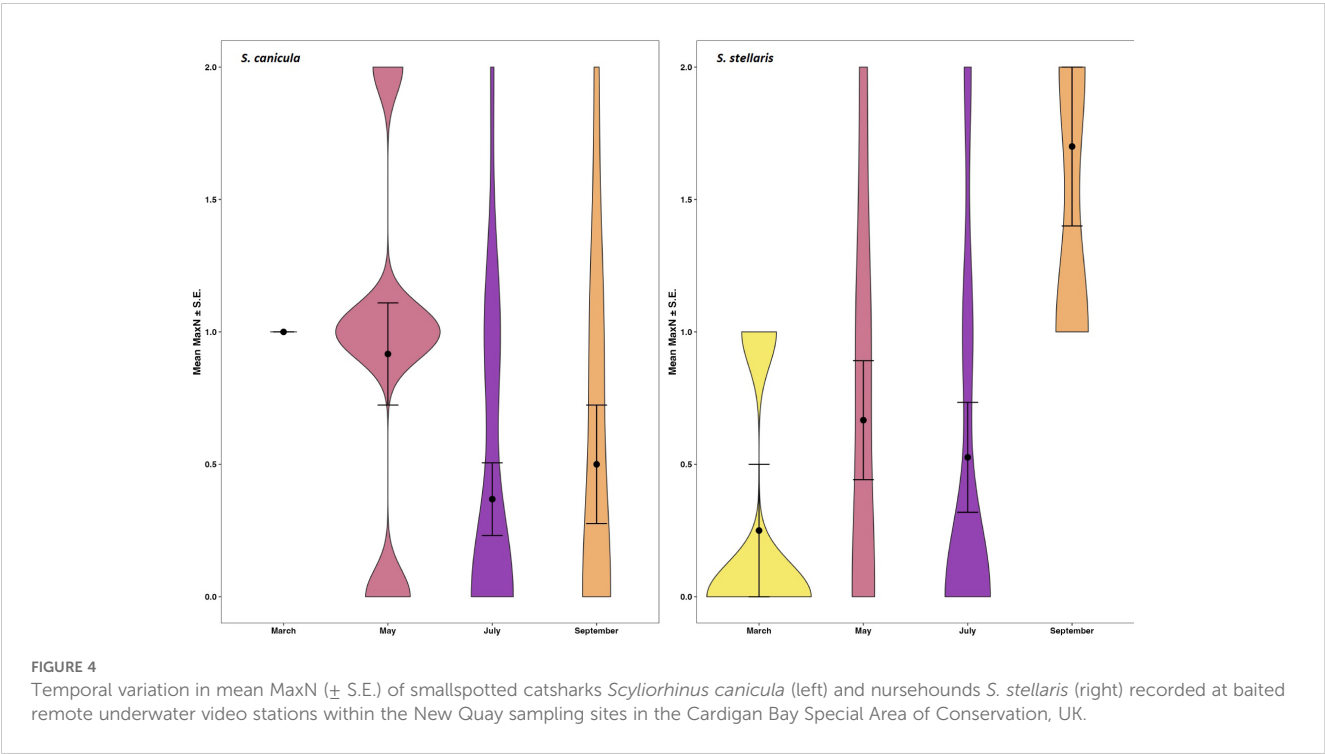 S. canicula
S. stellaris
2.0
1.5
1.0
0.5
0.0
Mean MaxN ± S.E.
March May July September
2.0
1.5
1.0
0.5
0.0
Mean MaxN ± S.E.
March May July September
FIGURE 4
Temporal variation in mean MaxN (± S.E.) of smallspotted catsharks Scyliorhinus canicula (left) and nursehounds S. stellaris (right) recorded at baited
remote underwater video stations within the New Quay sampling sites in the Cardigan Bay Special Area of Conservation, UK.